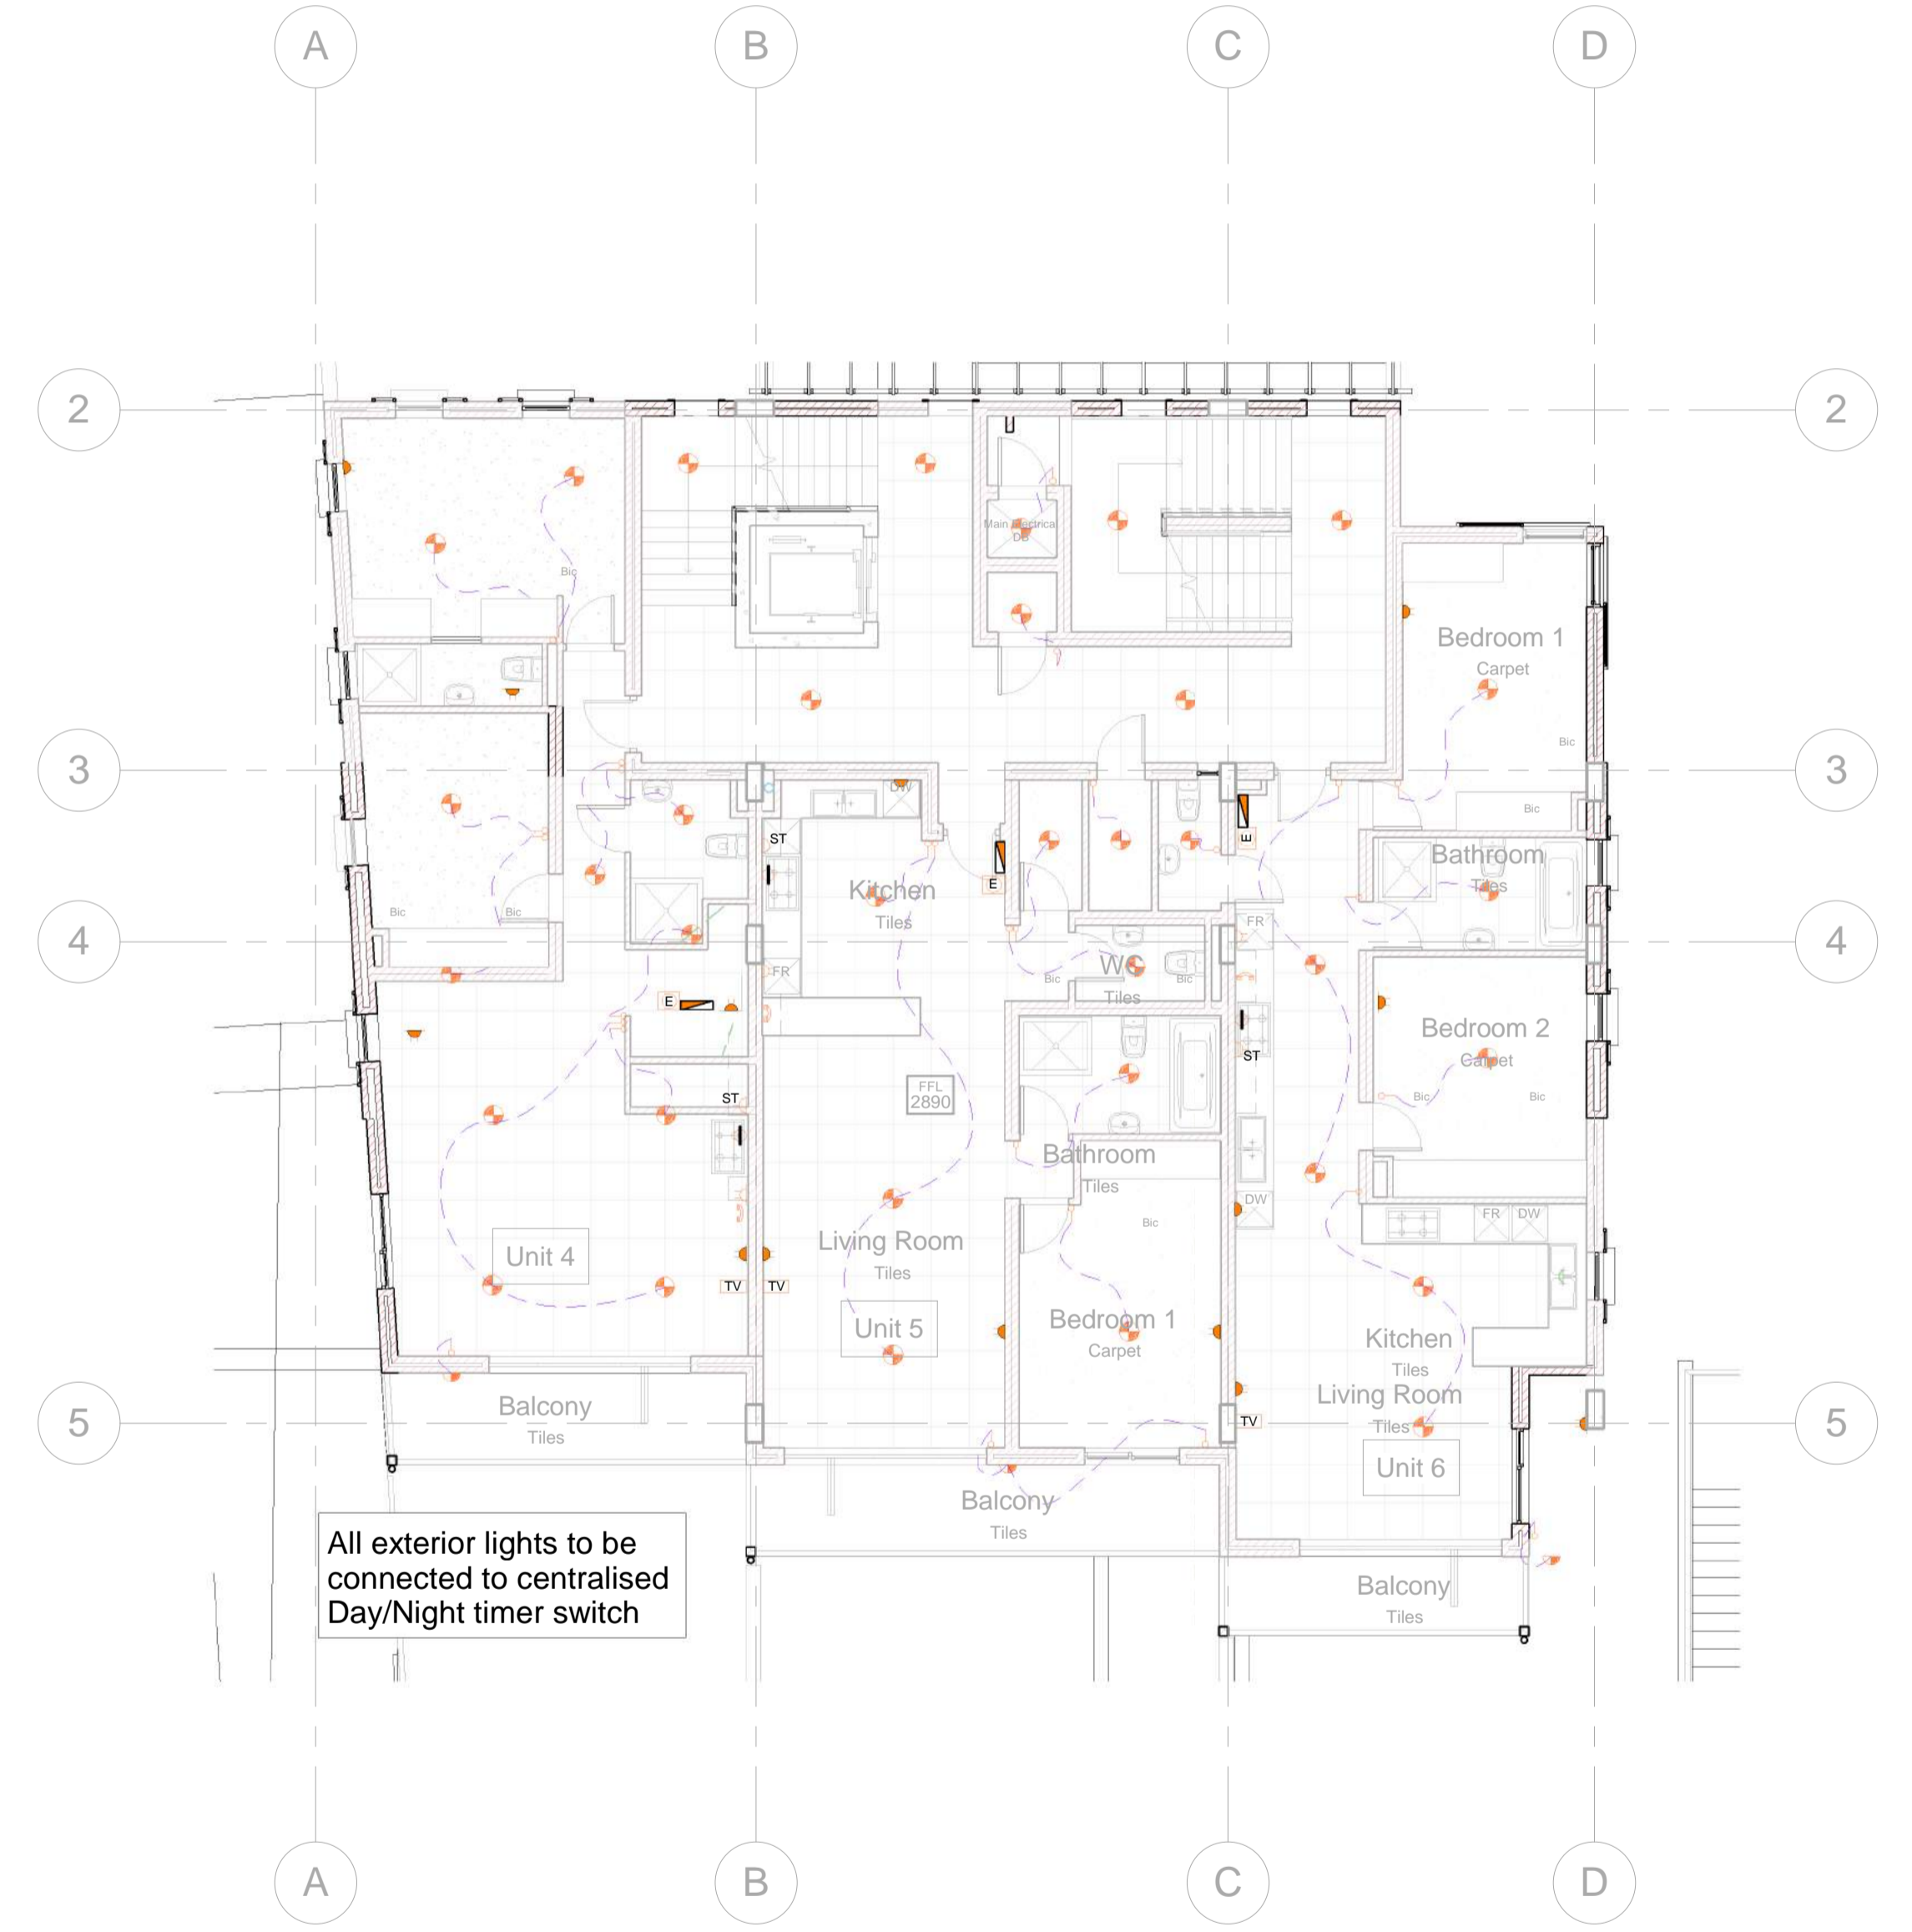 A B C D
2 2
Main Electrical
DB
Bic
Bedroom 1
Carpet
Bic
3 3
Bic
DW
ST
E
Kitchen
Tiles
E
Bathroom
Tiles
Bic Bic
FR
4 4
FR
WC
Bic Bic
Tiles
E
Bedroom 2
Carpet
ST
FFL
2890
ST
Bic Bic
Bathroom
Tiles
DW
FR DW
Bic
Unit 4
Living Room
Tiles
TV TV
Unit 5
Bedroom 1
Carpet
Kitchen
Tiles
Living Room
Tiles
TV
Balcony
Tiles
5 5
Unit 6
Balcony
Tiles
All exterior lights to be
connected to centralised
Day/Night timer switch
Balcony
Tiles
A B C D